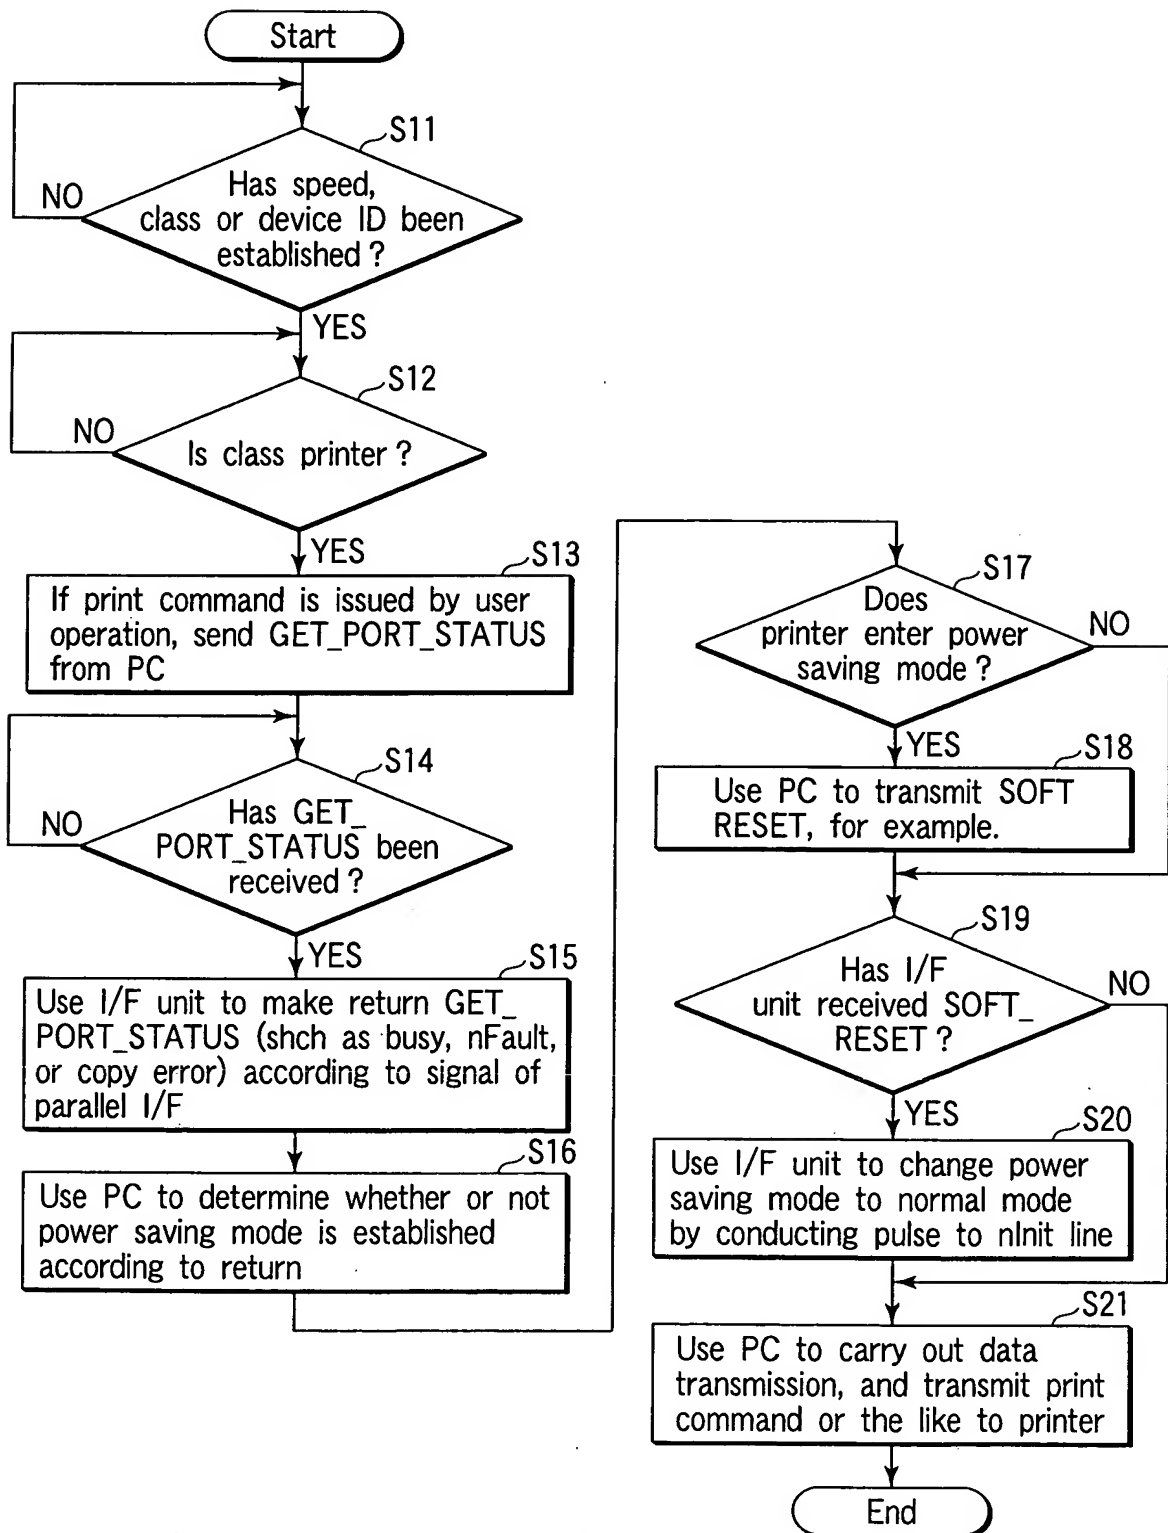 Start
S11
Has speed,
class or device ID been
established?
NO
YES
S12
Is class printer?
NO
YES
S13
If print command is issued by user
operation, send GET_PORT_STATUS
from PC
S14
Has GET_
PORT_STATUS been
received?
NO
YES
S15
Use I/F unit to make return GET_
PORT_STATUS (shch as busy, nFault,
or copy error) according to signal of
parallel I/F
S16
Use PC to determine whether or not
power saving mode is established
according to return
S17
Does
printer enter power
saving mode?
NO
YES
S18
Use PC to transmit SOFT
RESET, for example.
S19
Has I/F
unit received SOFT_
RESET?
NO
YES
S20
Use I/F unit to change power
saving mode to normal mode
by conducting pulse to nInit line
S21
Use PC to carry out data
transmission, and transmit print
command or the like to printer
End